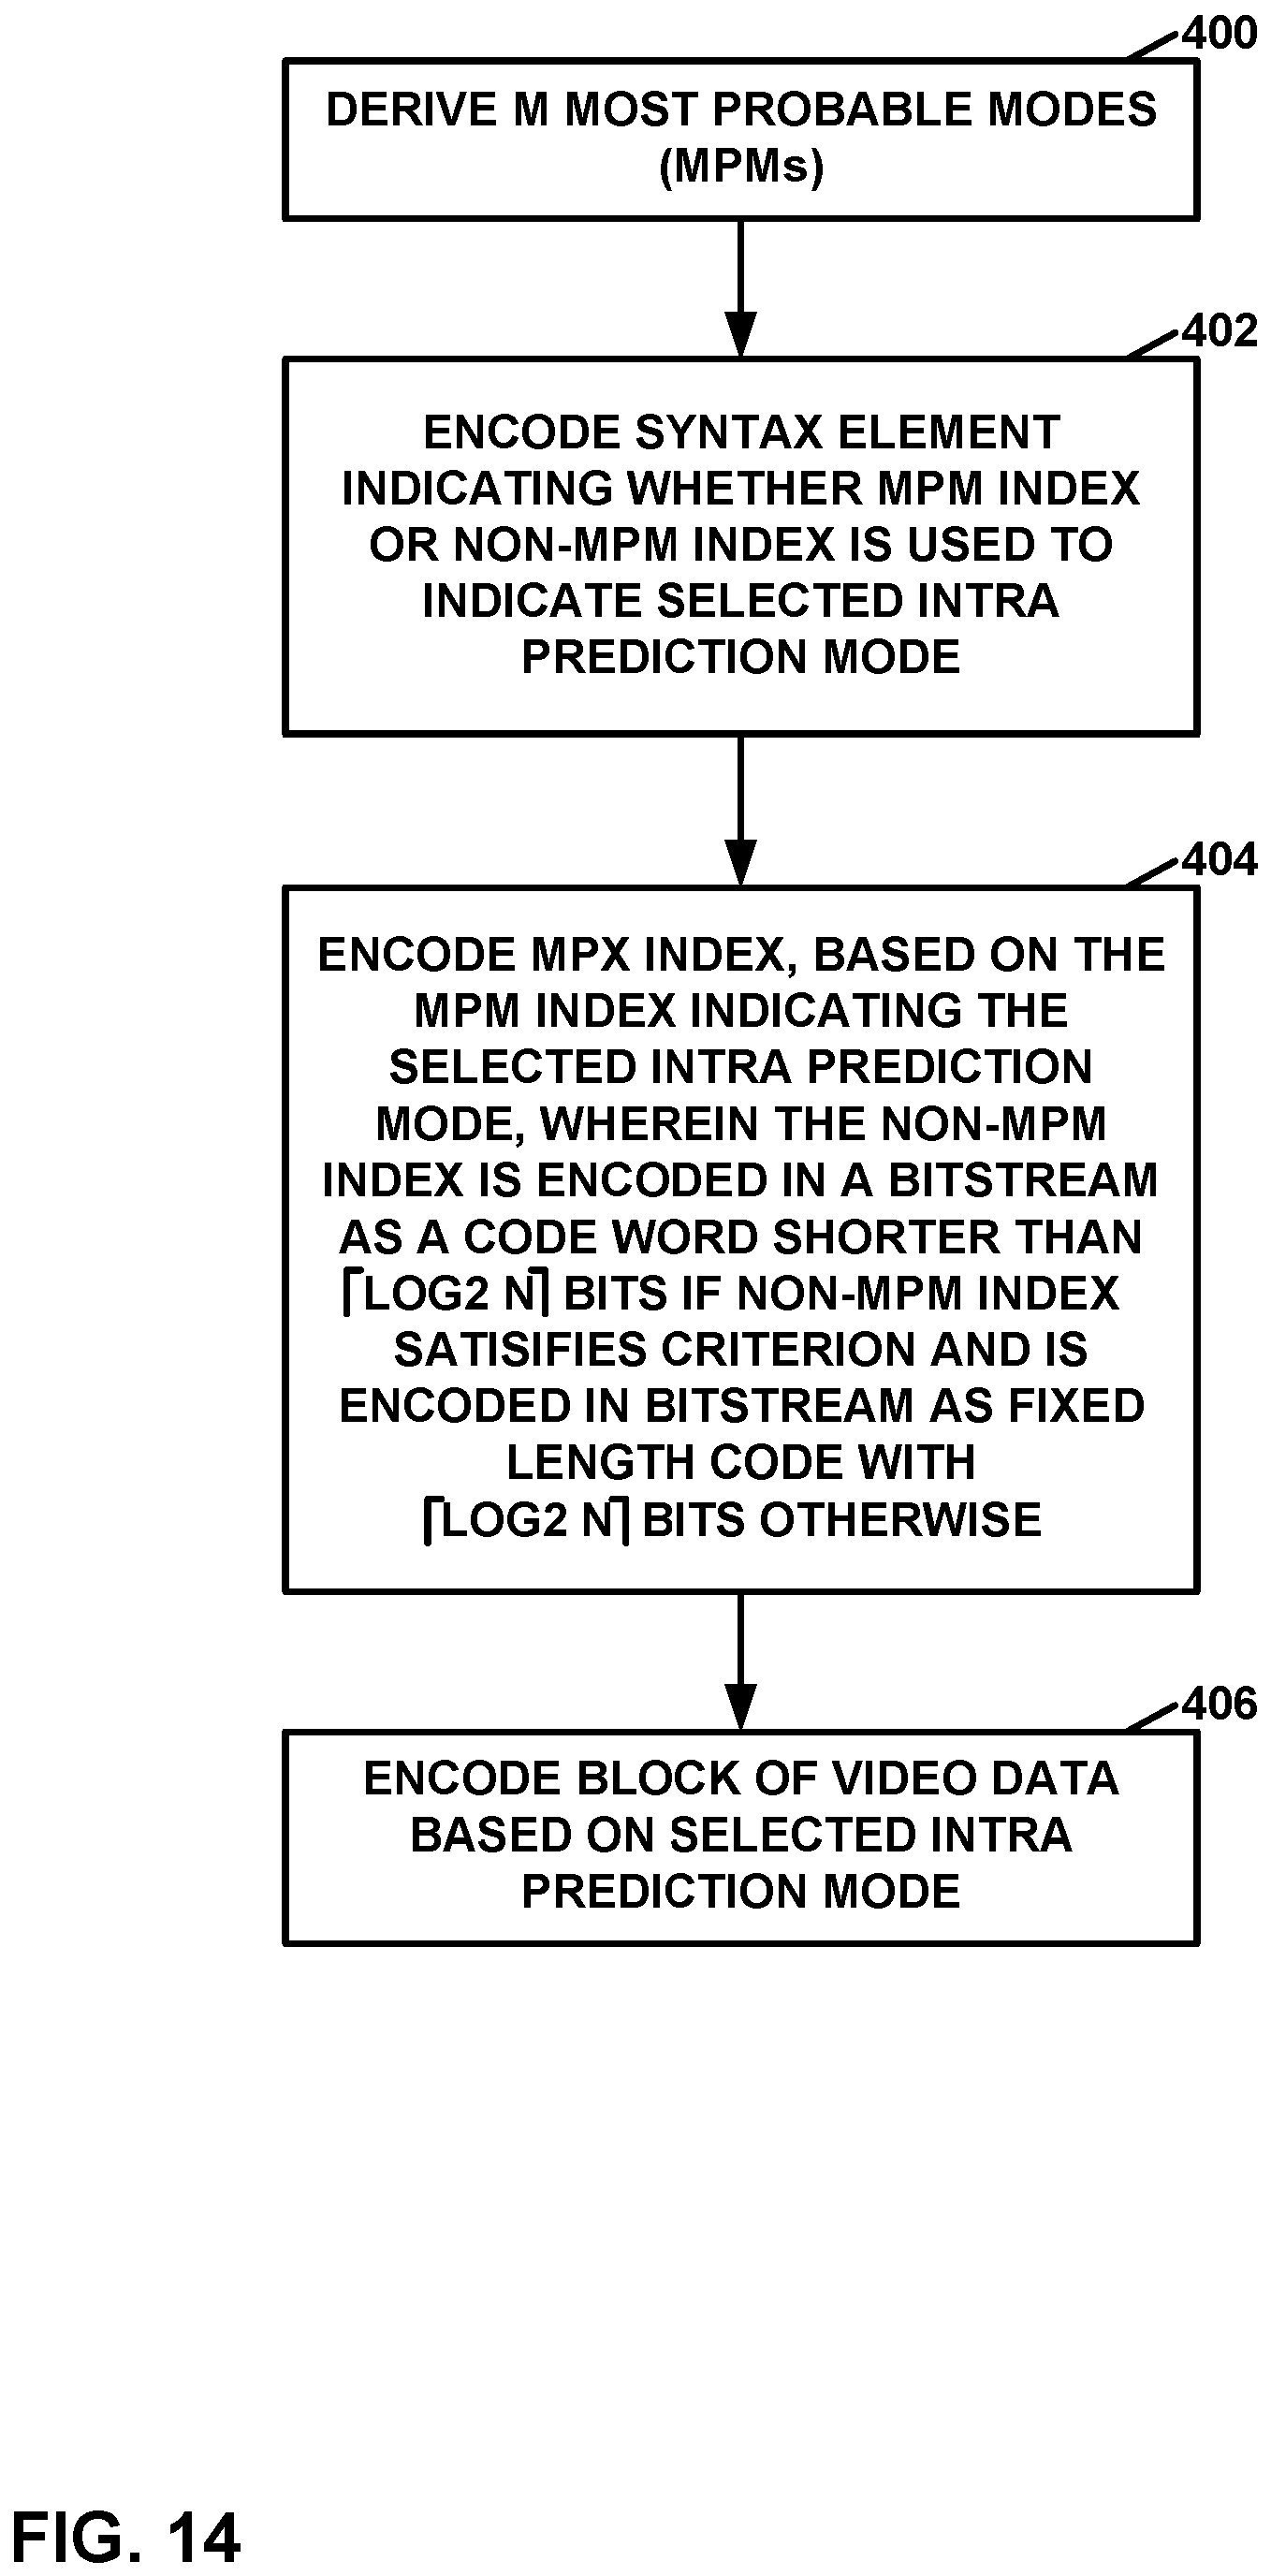 400
DERIVE M MOST PROBABLE MODES
(MPMs)
402
ENCODE SYNTAX ELEMENT
INDICATING WHETHER MPM INDEX
OR NON-MPM INDEX IS USED TO
INDICATE SELECTED INTRA
PREDICTION MODE
404
ENCODE MPX INDEX, BASED ON THE
MPM INDEX INDICATING THE
SELECTED INTRA PREDICTION
MODE, WHEREIN THE NON-MPM
INDEX IS ENCODED IN A BITSTREAM
AS A CODE WORD SHORTER THAN
⌈LOG2 N⌉ BITS IF NON-MPM INDEX
SATISIFIES CRITERION AND IS
ENCODED IN BITSTREAM AS FIXED
LENGTH CODE WITH
⌈LOG2 N⌉ BITS OTHERWISE
406
ENCODE BLOCK OF VIDEO DATA
BASED ON SELECTED INTRA
PREDICTION MODE
FIG. 14